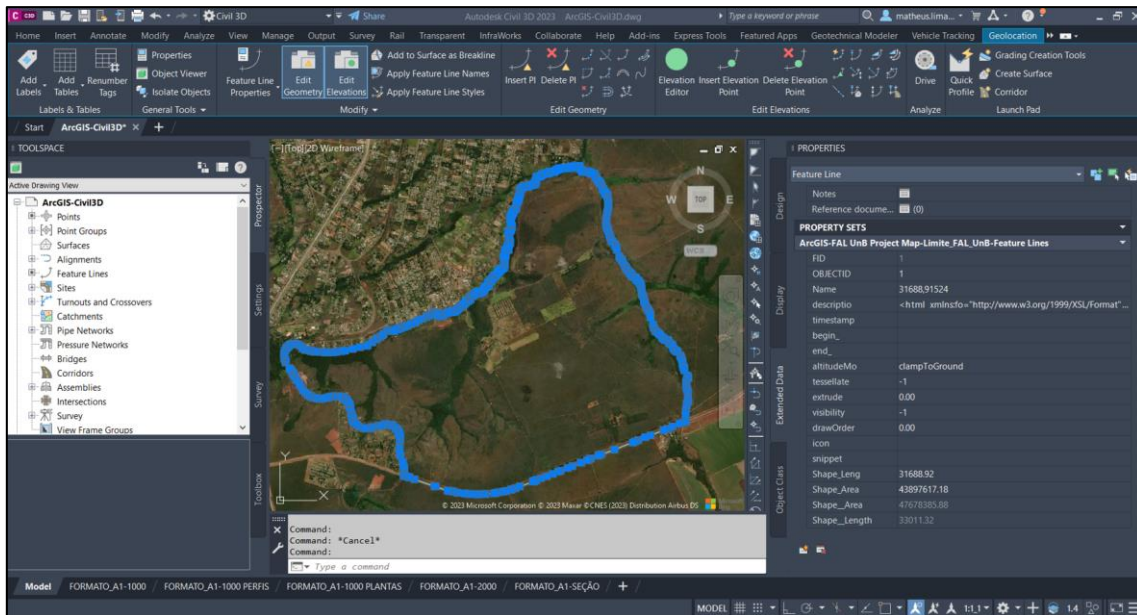 C C3D Civil 3D Share Autodesk Civil 3D 2023 ArcGIS-Civil3D.dwg Type a keyword or phrase matheus.lima...
Home Insert Annotate Modify Analyze View Manage Output Survey Rail Transparent InfraWorks Collaborate Help Add-ins Express Tools Featured Apps Geotechnical Modeler Vehicle Tracking Geolocation
Add Labels
Add Tables
Renumber Tags
Properties
Object Viewer
Isolate Objects
Feature Line Properties
Edit Geometry
Edit Elevations
Add to Surface as Breakline
Apply Feature Line Names
Apply Feature Line Styles
Insert PI Delete PI
Elevation Editor
Insert Elevation Point
Delete Elevation Point
Drive
Quick Profile
Grading Creation Tools
Create Surface
Corridor
Labels & Tables General Tools Modify Edit Geometry Edit Elevations Analyze Launch Pad
Start ArcGIS-Civil3D* × +
TOOLSPACE
Active Drawing View
ArcGIS-Civil3D
Points
Point Groups
Surfaces
Alignments
Feature Lines
Sites
Turnouts and Crossovers
Catchments
Pipe Networks
Pressure Networks
Bridges
Corridors
Assemblies
Intersections
Survey
View Frame Groups
Prospector
Settings
Survey
Toolbox
[-][Top][2D Wireframe]
N
W TOP E
S
WCS
Y
X
© 2023 Microsoft Corporation © 2023 Maxar ©CNES (2023) Distribution Airbus DS
Command:
Command: *Cancel*
Command:
Type a command
PROPERTIES
Feature Line
Design
Display
Extended Data
Object Class
Notes
Reference docume... (0)
PROPERTY SETS
ArcGIS-FAL UnB Project Map-Limite_FAL_UnB-Feature Lines
FID 1
OBJECTID 1
Name 31688,91524
descriptio <html xmlns:fo="http://www.w3.org/1999/XSL/Format"...
timestamp
begin_
end_
altitudeMo clampToGround
tessellate -1
extrude 0.00
visibility -1
drawOrder 0.00
icon
snippet
Shape_Leng 31688.92
Shape_Area 43897617.18
Shape__Area 47678385.88
Shape__Length 33011.32
Model FORMATO_A1-1000 FORMATO_A1-1000 PERFIS FORMATO_A1-1000 PLANTAS FORMATO_A1-2000 FORMATO_A1-SEÇÃO +
MODEL 1:1_1 1.4